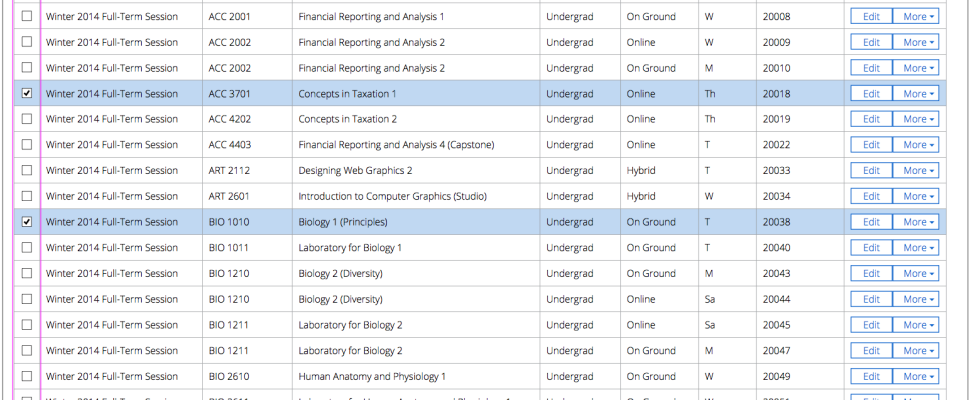 Winter 2014 Full-Term Session ACC 2001 Financial Reporting and Analysis 1 Undergrad On Ground W 20008 Edit More
Winter 2014 Full-Term Session ACC 2002 Financial Reporting and Analysis 2 Undergrad Online W 20009 Edit More
Winter 2014 Full-Term Session ACC 2002 Financial Reporting and Analysis 2 Undergrad On Ground M 20010 Edit More
Winter 2014 Full-Term Session ACC 3701 Concepts in Taxation 1 Undergrad Online Th 20018 Edit More
Winter 2014 Full-Term Session ACC 4202 Concepts in Taxation 2 Undergrad Online Th 20019 Edit More
Winter 2014 Full-Term Session ACC 4403 Financial Reporting and Analysis 4 (Capstone) Undergrad Online T 20022 Edit More
Winter 2014 Full-Term Session ART 2112 Designing Web Graphics 2 Undergrad Hybrid T 20033 Edit More
Winter 2014 Full-Term Session ART 2601 Introduction to Computer Graphics (Studio) Undergrad Hybrid W 20034 Edit More
Winter 2014 Full-Term Session BIO 1010 Biology 1 (Principles) Undergrad On Ground T 20038 Edit More
Winter 2014 Full-Term Session BIO 1011 Laboratory for Biology 1 Undergrad On Ground T 20040 Edit More
Winter 2014 Full-Term Session BIO 1210 Biology 2 (Diversity) Undergrad On Ground M 20043 Edit More
Winter 2014 Full-Term Session BIO 1210 Biology 2 (Diversity) Undergrad Online Sa 20044 Edit More
Winter 2014 Full-Term Session BIO 1211 Laboratory for Biology 2 Undergrad Online Sa 20045 Edit More
Winter 2014 Full-Term Session BIO 1211 Laboratory for Biology 2 Undergrad On Ground M 20047 Edit More
Winter 2014 Full-Term Session BIO 2610 Human Anatomy and Physiology 1 Undergrad On Ground W 20049 Edit More